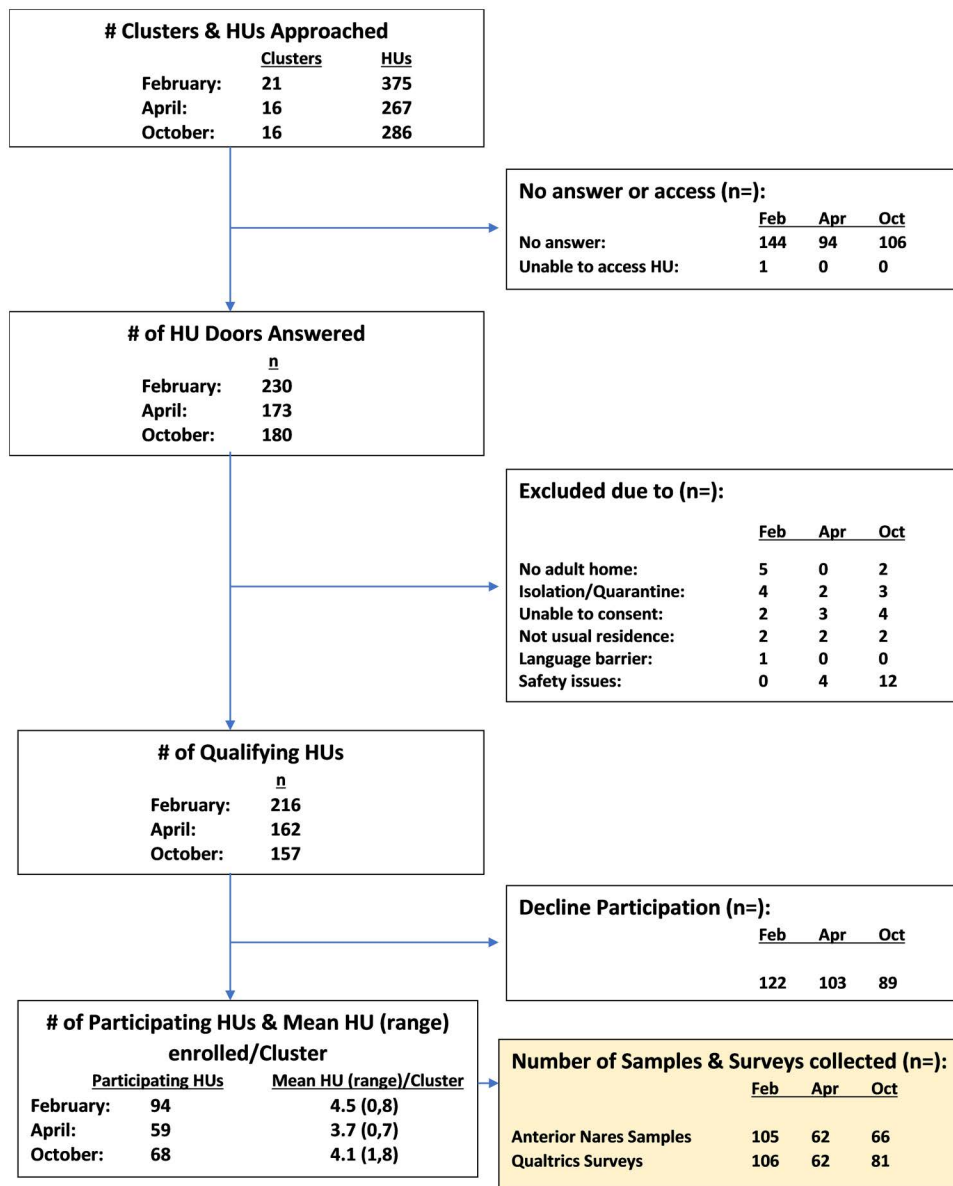 # Clusters & HUs Approached
Clusters HUs
February: 21 375
April: 16 267
October: 16 286
No answer or access (n=):
Feb Apr Oct
No answer: 144 94 106
Unable to access HU: 1 0 0
# of HU Doors Answered
n
February: 230
April: 173
October: 180
Excluded due to (n=):
Feb Apr Oct
No adult home: 5 0 2
Isolation/Quarantine: 4 2 3
Unable to consent: 2 3 4
Not usual residence: 2 2 2
Language barrier: 1 0 0
Safety issues: 0 4 12
# of Qualifying HUs
n
February: 216
April: 162
October: 157
Decline Participation (n=):
Feb Apr Oct
122 103 89
# of Participating HUs & Mean HU (range)
enrolled/Cluster
Participating HUs Mean HU (range)/Cluster
February: 94 4.5 (0,8)
April: 59 3.7 (0,7)
October: 68 4.1 (1,8)
Number of Samples & Surveys collected (n=):
Feb Apr Oct
Anterior Nares Samples 105 62 66
Qualtrics Surveys 106 62 81